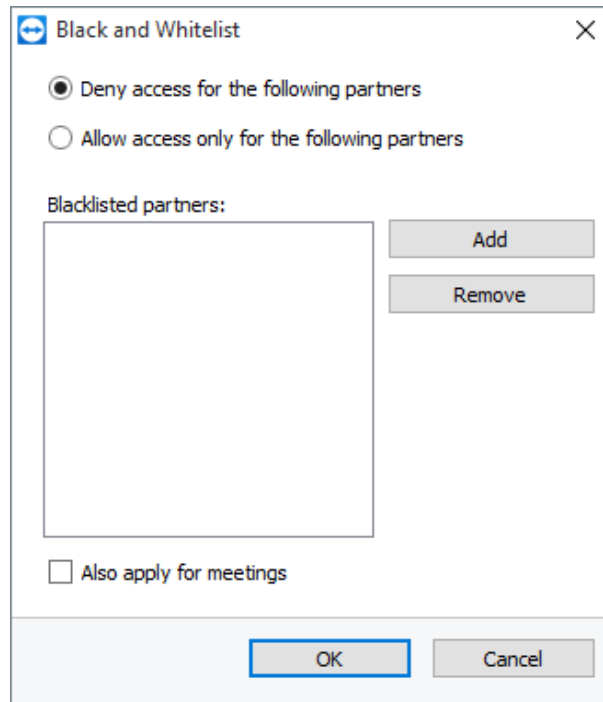 Black and Whitelist
Deny access for the following partners
Allow access only for the following partners
Blacklisted partners:
Add
Remove
Also apply for meetings
OK
Cancel